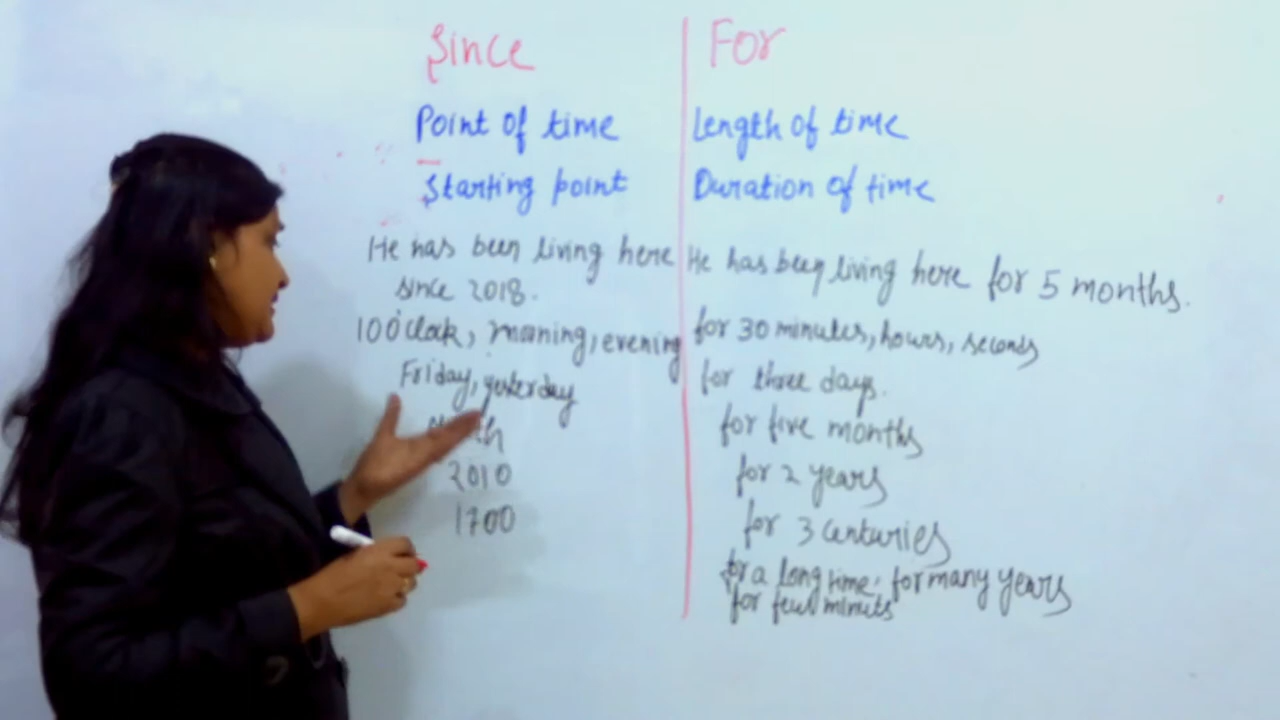 Since
Point of time
Starting point
He has been living here
since 2018.
10 O'clock, morning, evening
Friday, yesterday
2010
1700
For
Length of time
Duration of time
He has been living here for 5 months.
for 30 minutes, hours, seconds
for three days.
for five months
for 2 years
for 3 centuries
for a long time, for many years
for few minuts